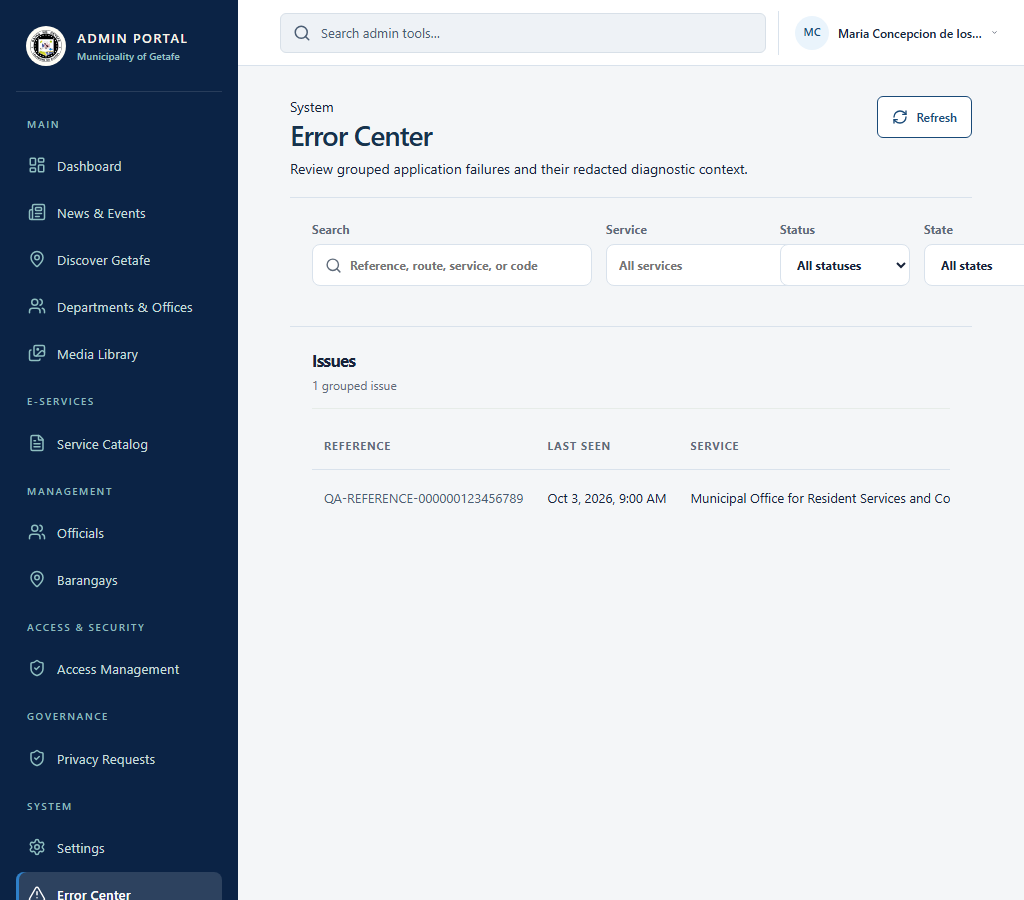 ADMIN PORTAL
Municipality of Getafe
MAIN
Dashboard
News & Events
Discover Getafe
Departments & Offices
Media Library
E-SERVICES
Service Catalog
MANAGEMENT
Officials
Barangays
ACCESS & SECURITY
Access Management
GOVERNANCE
Privacy Requests
SYSTEM
Settings
Error Center
Search admin tools...
MC
Maria Concepcion de los...
System
Error Center
Review grouped application failures and their redacted diagnostic context.
Refresh
Search
Service
Status
State
Reference, route, service, or code
All services
All statuses
All states
Issues
1 grouped issue
REFERENCE
LAST SEEN
SERVICE
QA-REFERENCE-000000123456789
Oct 3, 2026, 9:00 AM
Municipal Office for Resident Services and Co